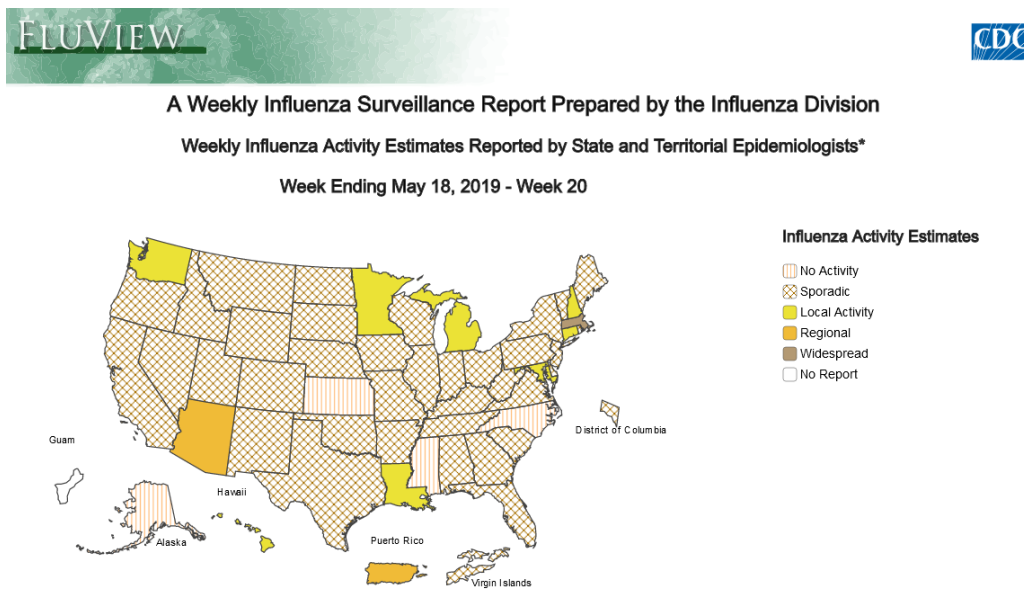 FLUVIEW
CDC
A Weekly Influenza Surveillance Report Prepared by the Influenza Division
Weekly Influenza Activity Estimates Reported by State and Territorial Epidemiologists*
Week Ending May 18, 2019 - Week 20
Influenza Activity Estimates
No Activity
Sporadic
Local Activity
Regional
Widespread
No Report
District of Columbia
Guam
Hawaii
Alaska
Puerto Rico
Virgin Islands